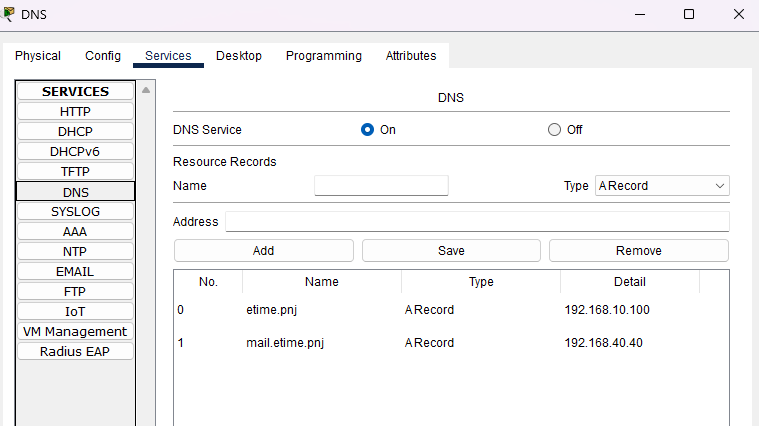 DNS
Physical Config Services Desktop Programming Attributes
SERVICES
HTTP
DHCP
DHCPv6
TFTP
DNS
SYSLOG
AAA
NTP
EMAIL
FTP
IoT
VM Management
Radius EAP
DNS
DNS Service On Off
Resource Records
Name Type A Record
Address
Add Save Remove
No. Name Type Detail
0 etime.pnj A Record 192.168.10.100
1 mail.etime.pnj A Record 192.168.40.40